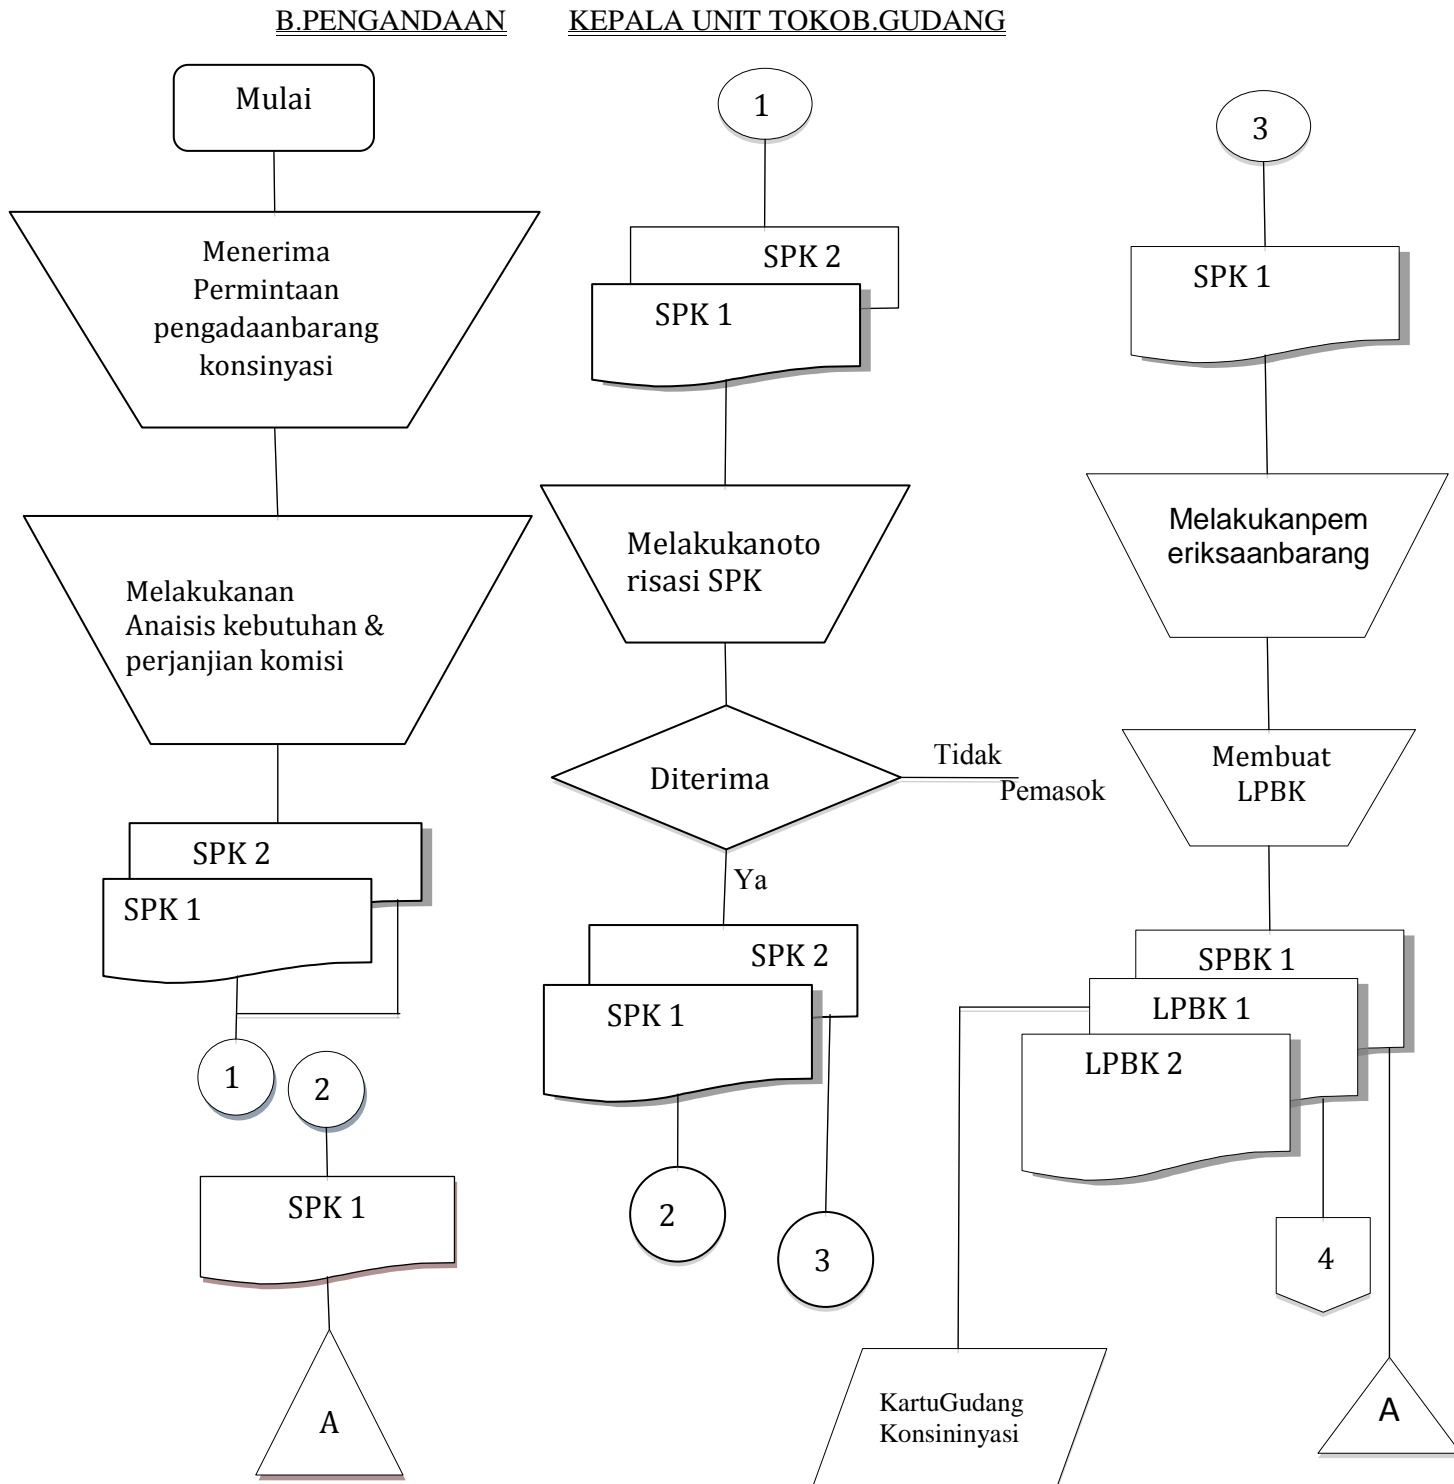 B.PENGANDAAN KEPALA UNIT TOKOB.GUDANG
Mulai
Menerima
Permintaan
pengadaanbarang
konsinyasi
Melakukanan
Anaisis kebutuhan &
perjanjian komisi
SPK 2
SPK 1
1
2
SPK 1
A
1
SPK 2
SPK 1
Melakukanoto
risasi SPK
Diterima
Tidak
Pemasok
Ya
SPK 2
SPK 1
2
3
3
SPK 1
Melakukanpem
eriksaanbarang
Membuat
LPBK
SPBK 1
LPBK 1
LPBK 2
4
KartuGudang
Konsininyasi
A